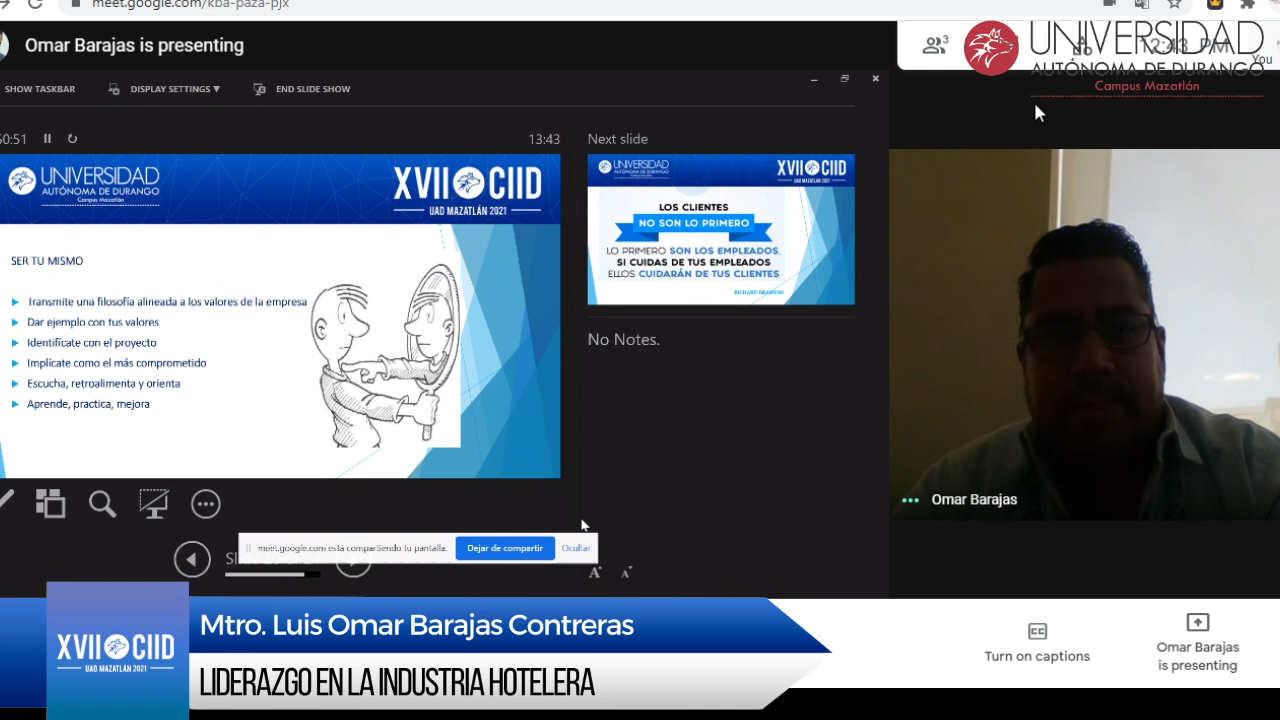 meet.google.com/kba-paza-pjx
Omar Barajas is presenting
3
12:43 PM
You
UNIVERSIDAD
AUTÓNOMA DE DURANGO
Campus Mazatlán
SHOW TASKBAR
DISPLAY SETTINGS ▼
END SLIDE SHOW
50:51
13:43
Next slide
UNIVERSIDAD
AUTÓNOMA DE DURANGO
Campus Mazatlán
XVII CIID
UAD MAZATLÁN 2021
SER TU MISMO
Transmite una filosofía alineada a los valores de la empresa
Dar ejemplo con tus valores
Identifícate con el proyecto
Implícate como el más comprometido
Escucha, retroalimenta y orienta
Aprende, practica, mejora
UNIVERSIDAD
XVII CIID
UAD MAZATLÁN 2021
LOS CLIENTES
NO SON LO PRIMERO
LO PRIMERO SON LOS EMPLEADOS.
SI CUIDAS DE TUS EMPLEADOS
ELLOS CUIDARÁN DE TUS CLIENTES
RICHARD BRANSON
No Notes.
Omar Barajas
meet.google.com está compartiendo tu pantalla.
Dejar de compartir
Ocultar
A A
XVII CIID
UAD MAZATLÁN 2021
Mtro. Luis Omar Barajas Contreras
LIDERAZGO EN LA INDUSTRIA HOTELERA
Turn on captions
Omar Barajas
is presenting